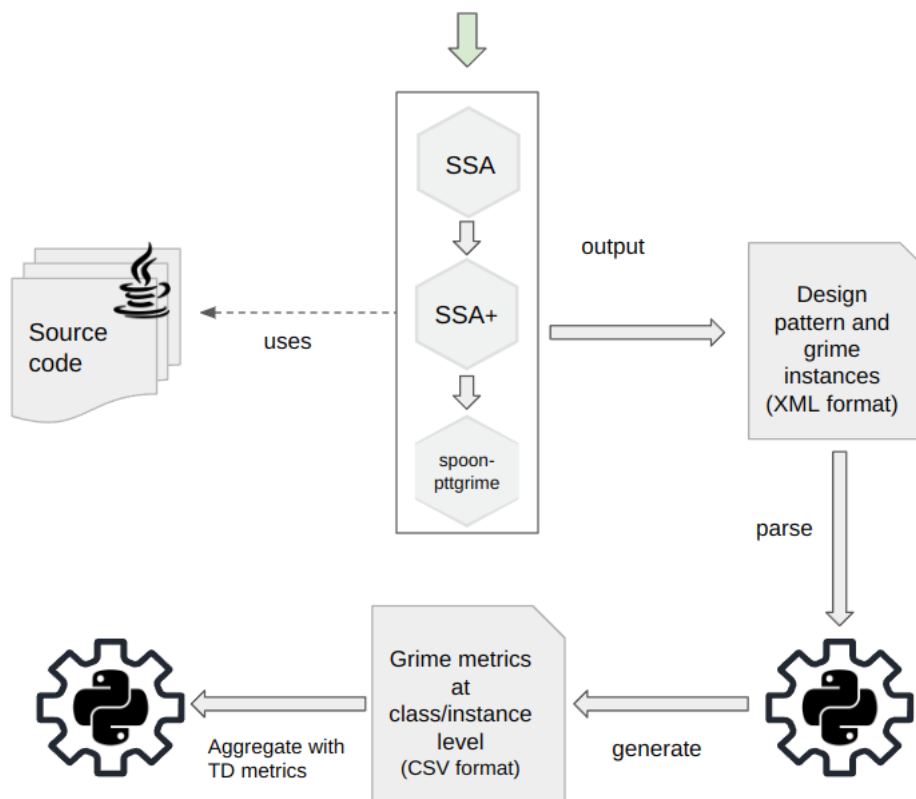 SSA
output
SSA+
Source
code
uses
Design
pattern and
grime
instances
(XML format)
spoon-
pttgrime
parse
Grime metrics
at
class/instance
level
(CSV format)
generate
Aggregate with
TD metrics